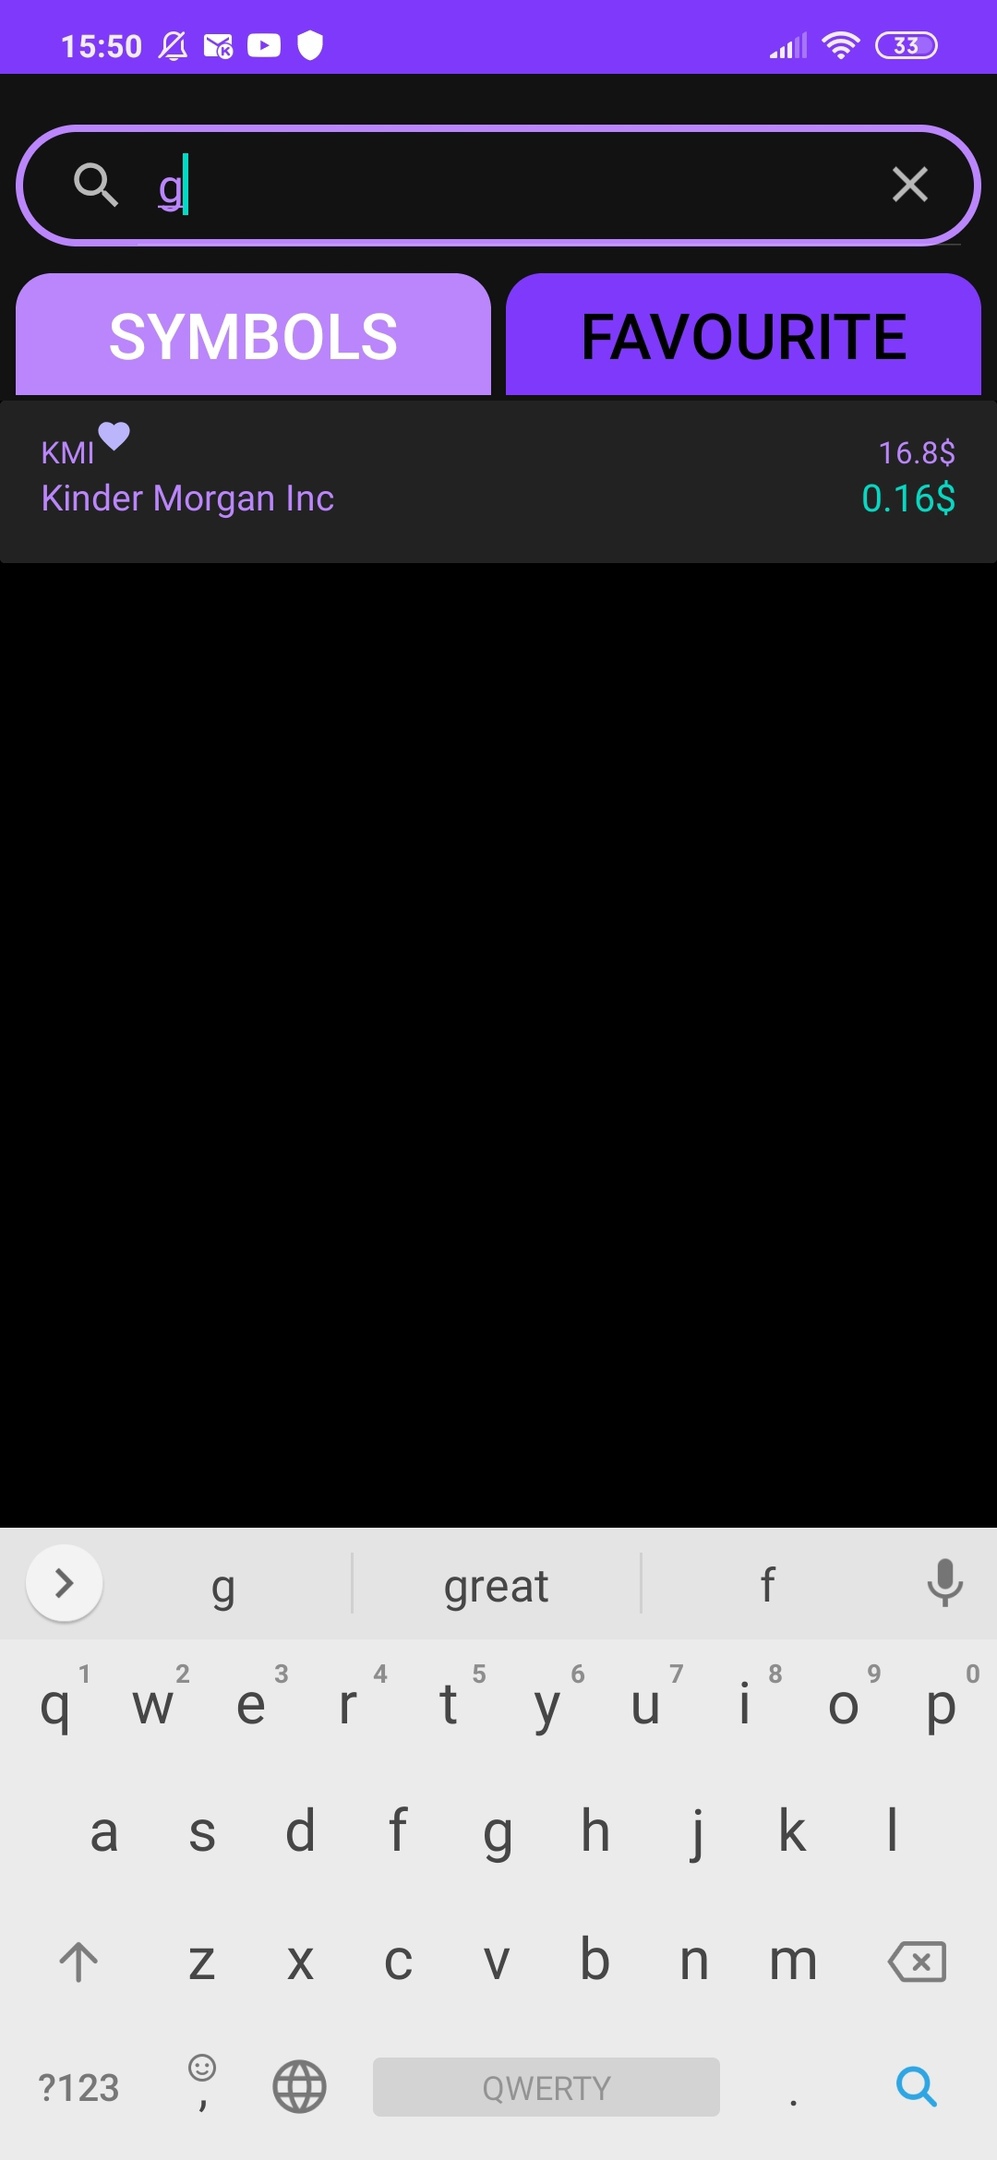 15:50 33
g
SYMBOLS FAVOURITE
KMI 16.8$
Kinder Morgan Inc 0.16$
g great f
1 2 3 4 5 6 7 8 9 0
q w e r t y u i o p
a s d f g h j k l
z x c v b n m
?123 , QWERTY .